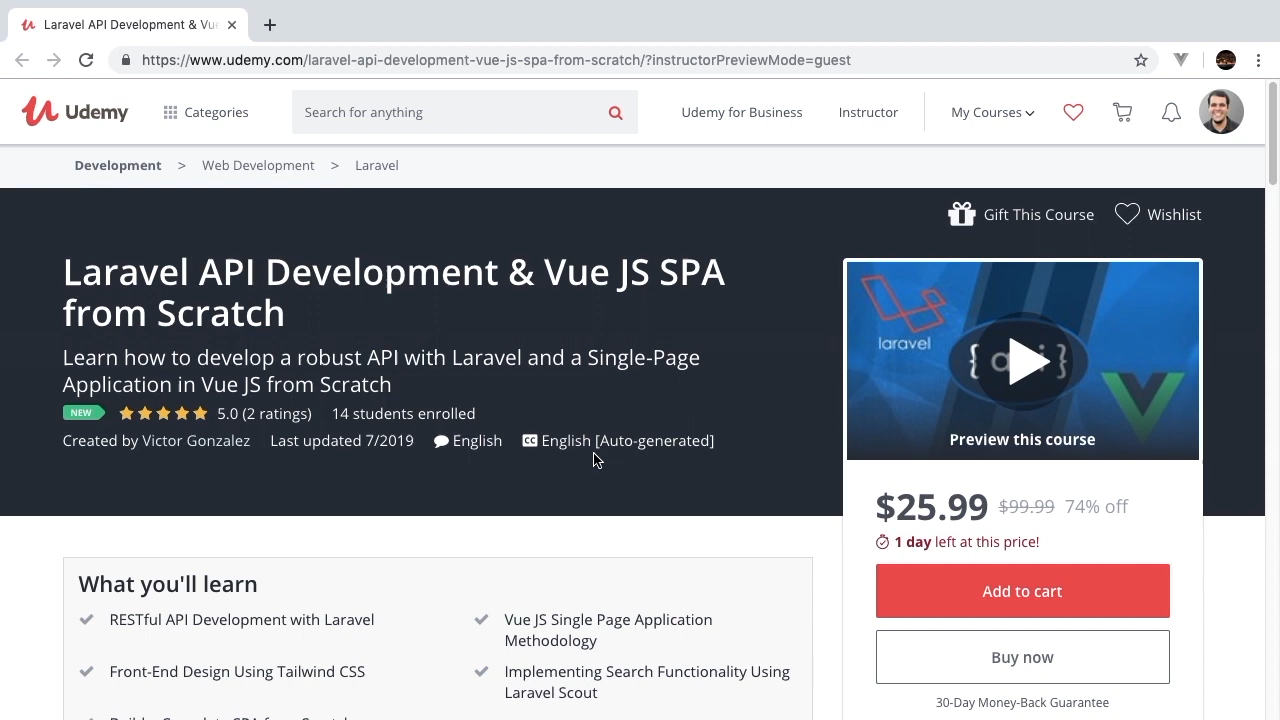 Laravel API Development & Vue
https://www.udemy.com/laravel-api-development-vue-js-spa-from-scratch/?instructorPreviewMode=guest
Udemy
Categories
Search for anything
Udemy for Business
Instructor
My Courses
Development > Web Development > Laravel
Gift This Course
Wishlist
Laravel API Development & Vue JS SPA
from Scratch
Learn how to develop a robust API with Laravel and a Single-Page
Application in Vue JS from Scratch
NEW 5.0 (2 ratings) 14 students enrolled
Created by Victor Gonzalez Last updated 7/2019 English CC English [Auto-generated]
laravel
Preview this course
$25.99 $99.99 74% off
1 day left at this price!
Add to cart
Buy now
30-Day Money-Back Guarantee
What you'll learn
RESTful API Development with Laravel
Vue JS Single Page Application
Methodology
Front-End Design Using Tailwind CSS
Implementing Search Functionality Using
Laravel Scout